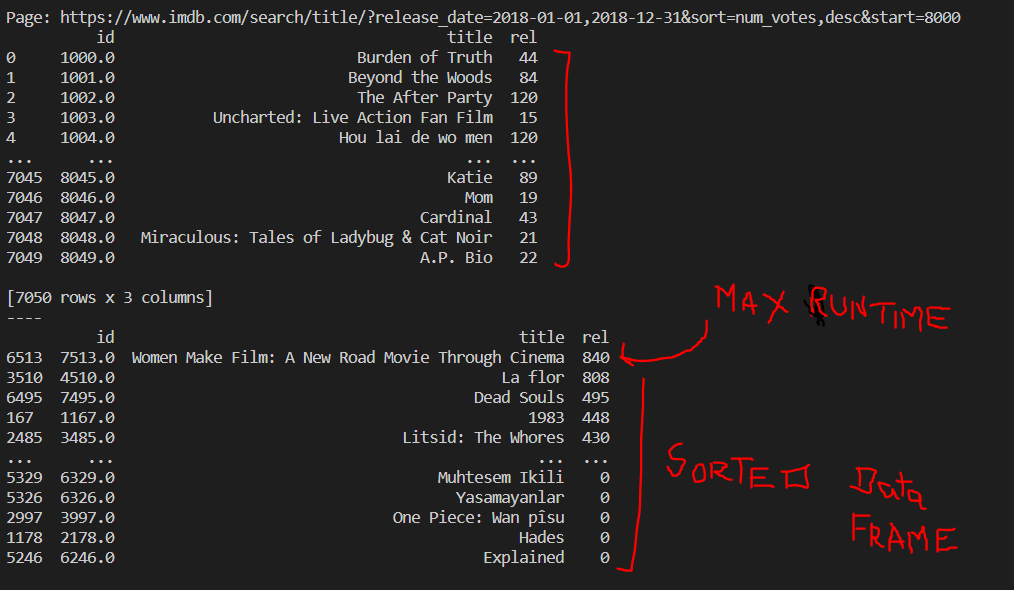 Page: https://www.imdb.com/search/title/?release_date=2018-01-01,2018-12-31&sort=num_votes,desc&start=8000
id title rel
0 1000.0 Burden of Truth 44
1 1001.0 Beyond the Woods 84
2 1002.0 The After Party 120
3 1003.0 Uncharted: Live Action Fan Film 15
4 1004.0 Hou lai de wo men 120
... ... ... ...
7045 8045.0 Katie 89
7046 8046.0 Mom 19
7047 8047.0 Cardinal 43
7048 8048.0 Miraculous: Tales of Ladybug & Cat Noir 21
7049 8049.0 A.P. Bio 22
[7050 rows x 3 columns]
MAX RUNTIME
----
id title rel
6513 7513.0 Women Make Film: A New Road Movie Through Cinema 840
3510 4510.0 La flor 808
6495 7495.0 Dead Souls 495
167 1167.0 1983 448
2485 3485.0 Litsid: The Whores 430
... ... ... ...
5329 6329.0 Muhtesem Ikili 0
5326 6326.0 Yasamayanlar 0
2997 3997.0 One Piece: Wan pîsu 0
1178 2178.0 Hades 0
5246 6246.0 Explained 0
SORTED Data
FRAME